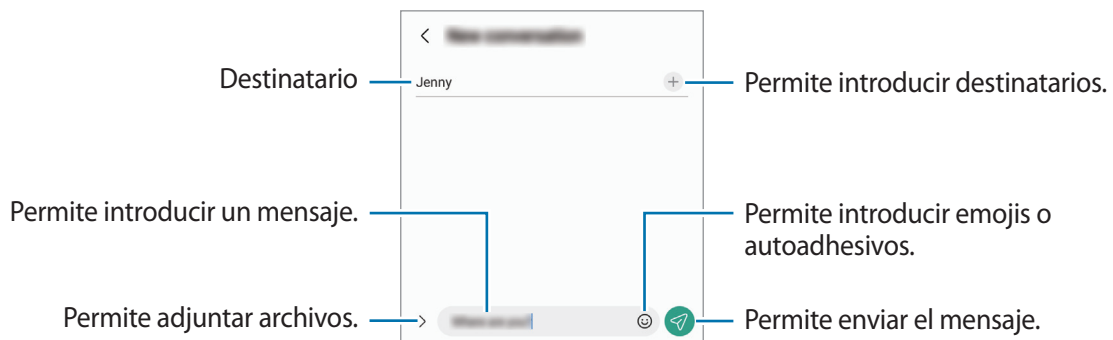 Destinatario
Jenny
Permite introducir destinatarios.
Permite introducir un mensaje.
Permite introducir emojis o
autoadhesivos.
Permite adjuntar archivos.
Permite enviar el mensaje.